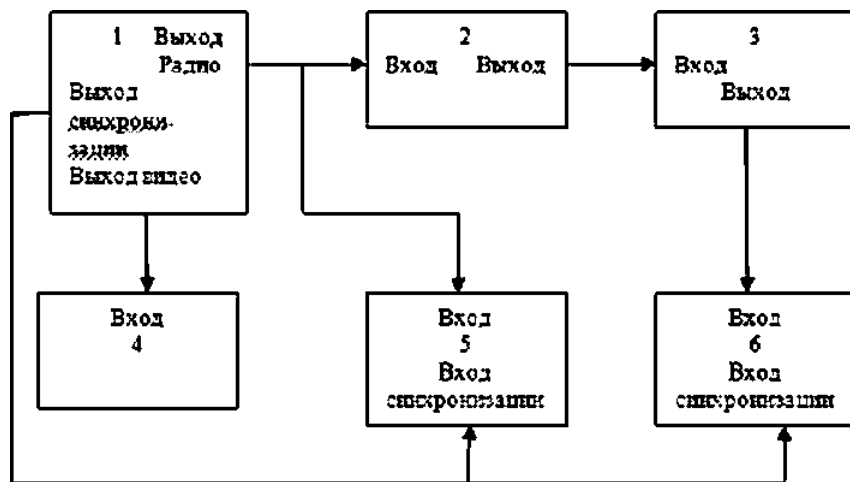 1 Выход
Радио
Выход
синхрони-
зации
Выход видео
2
Вход Выход
3
Вход
Выход
Вход
4
Вход
5
Вход
синхронизации
Вход
6
Вход
синхронизации